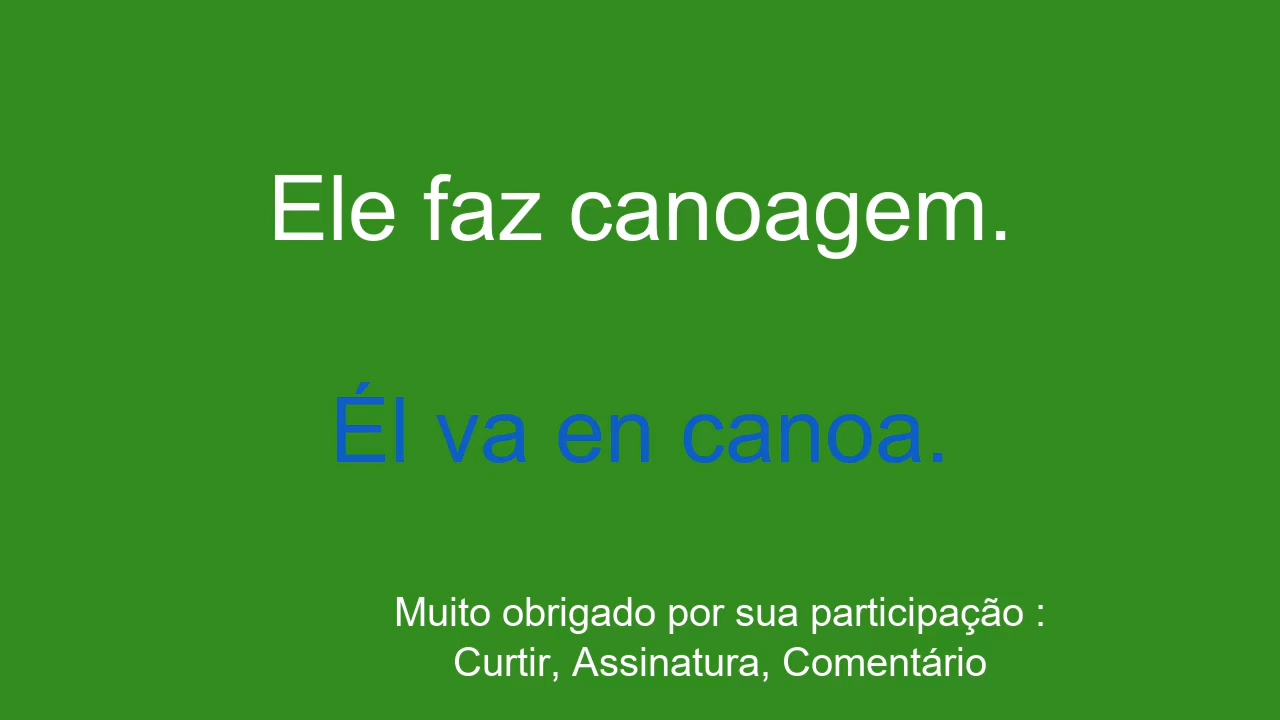 Ele faz canoagem.
Él va en canoa.
Muito obrigado por sua participação :
Curtir, Assinatura, Comentário